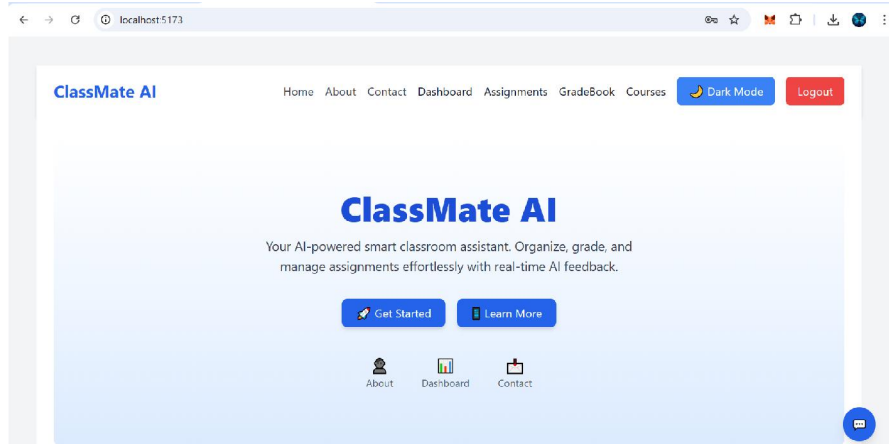 localhost:5173
ClassMate AI Home About Contact Dashboard Assignments GradeBook Courses 🌙 Dark Mode Logout
ClassMate AI
Your AI-powered smart classroom assistant. Organize, grade, and
manage assignments effortlessly with real-time AI feedback.
🚀 Get Started 📱 Learn More
About Dashboard Contact